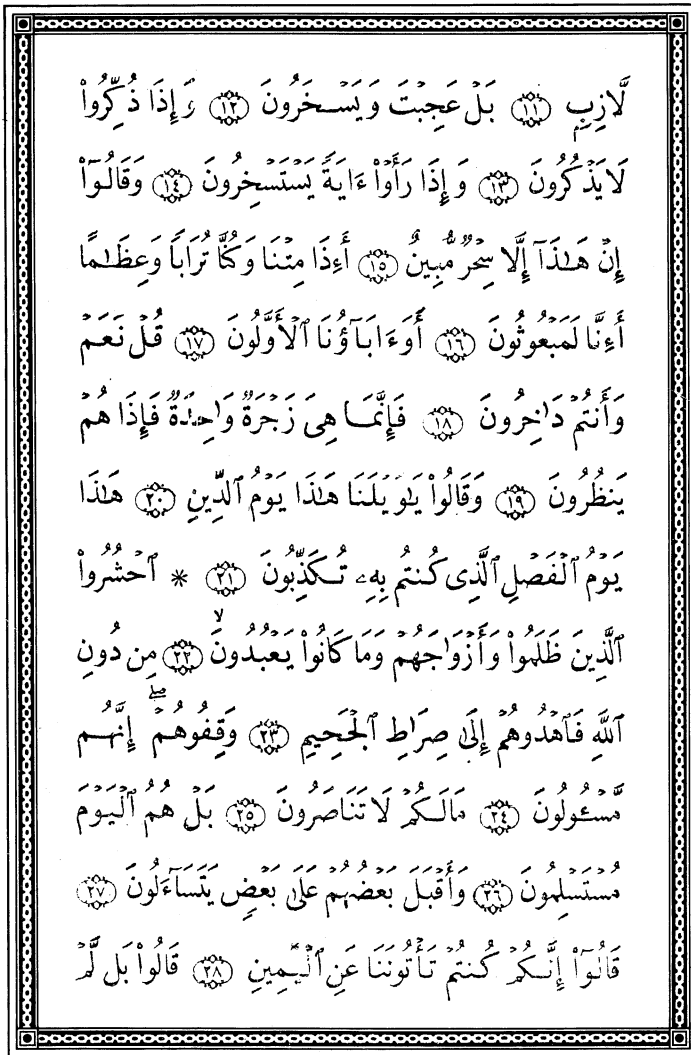 لَّازِبٍۭ ﴿١١﴾ بَلْ عَجِبْتَ وَيَسْخَرُونَ ﴿١٢﴾ وَإِذَا ذُكِّرُوا۟
لَا يَذْكُرُونَ ﴿١٣﴾ وَإِذَا رَأَوْا۟ ءَايَةً يَسْتَسْخِرُونَ ﴿١٤﴾ وَقَالُوٓا۟
إِنْ هَـٰذَآ إِلَّا سِحْرٌ مُّبِينٌ ﴿١٥﴾ أَءِذَا مِتْنَا وَكُنَّا تُرَابًا وَعِظَـٰمًا
أَءِنَّا لَمَبْعُوثُونَ ﴿١٦﴾ أَوَءَابَآؤُنَا ٱلْأَوَّلُونَ ﴿١٧﴾ قُلْ نَعَمْ
وَأَنتُمْ دَٰخِرُونَ ﴿١٨﴾ فَإِنَّمَا هِىَ زَجْرَةٌ وَٰحِدَةٌ فَإِذَا هُمْ
يَنظُرُونَ ﴿١٩﴾ وَقَالُوا۟ يَـٰوَيْلَنَا هَـٰذَا يَوْمُ ٱلدِّينِ ﴿٢٠﴾ هَـٰذَا
يَوْمُ ٱلْفَصْلِ ٱلَّذِى كُنتُم بِهِۦ تُكَذِّبُونَ ﴿٢١﴾ * ٱحْشُرُوا۟
ٱلَّذِينَ ظَلَمُوا۟ وَأَزْوَٰجَهُمْ وَمَا كَانُوا۟ يَعْبُدُونَۙ ﴿٢٢﴾ مِن دُونِ
ٱللَّهِ فَٱهْدُوهُمْ إِلَىٰ صِرَٰطِ ٱلْجَحِيمِ ﴿٢٣﴾ وَقِفُوهُمْۖ إِنَّهُم
مَّسْـُٔولُونَ ﴿٢٤﴾ مَا لَكُمْ لَا تَنَاصَرُونَ ﴿٢٥﴾ بَلْ هُمُ ٱلْيَوْمَ
مُسْتَسْلِمُونَ ﴿٢٦﴾ وَأَقْبَلَ بَعْضُهُمْ عَلَىٰ بَعْضٍ يَتَسَآءَلُونَ ﴿٢٧﴾
قَالُوٓا۟ إِنَّكُمْ كُنتُمْ تَأْتُونَنَا عَنِ ٱلْيَمِينِ ﴿٢٨﴾ قَالُوا۟ بَل لَّمْ